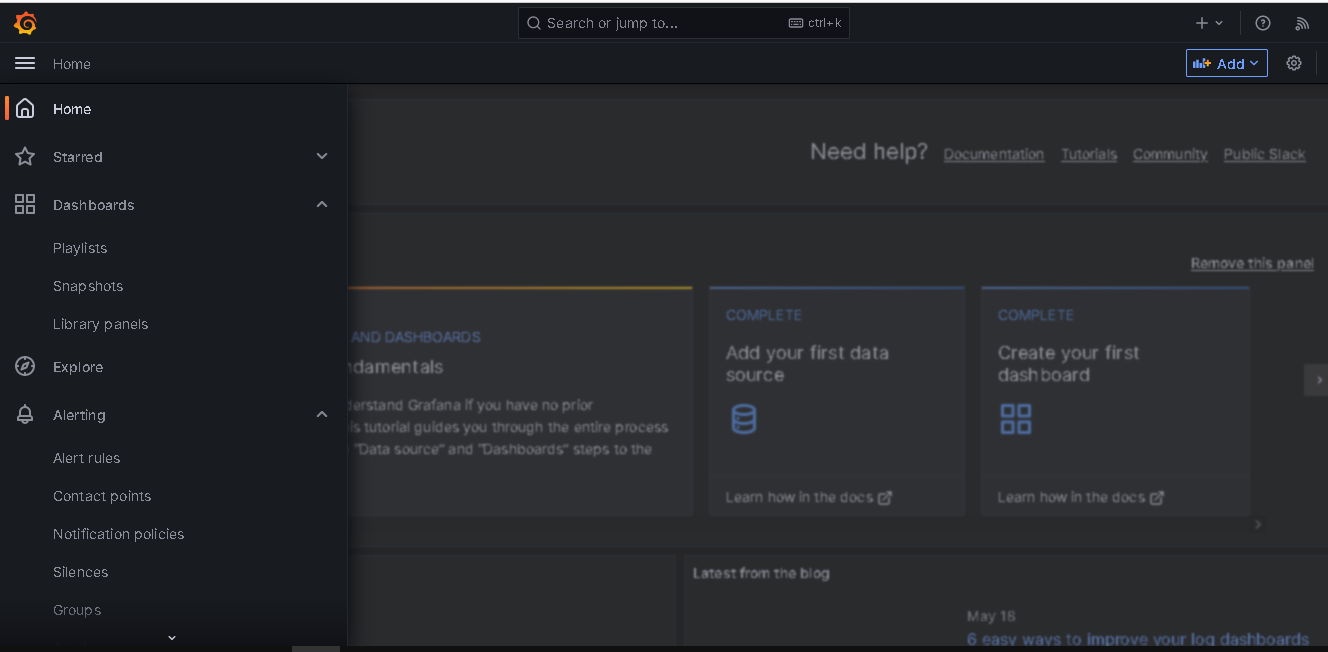 Search or jump to... ctrl+k
Home
Add
Home
Starred
Dashboards
Playlists
Snapshots
Library panels
Explore
Alerting
Alert rules
Contact points
Notification policies
Silences
Groups
Need help? Documentation Tutorials Community Public Slack
Remove this panel
AND DASHBOARDS
ndamentals
derstand Grafana if you have no prior
is tutorial guides you through the entire process
"Data source" and "Dashboards" steps to the
COMPLETE
Add your first data
source
Learn how in the docs
COMPLETE
Create your first
dashboard
Learn how in the docs
Latest from the blog
May 18
6 easy ways to improve your log dashboards